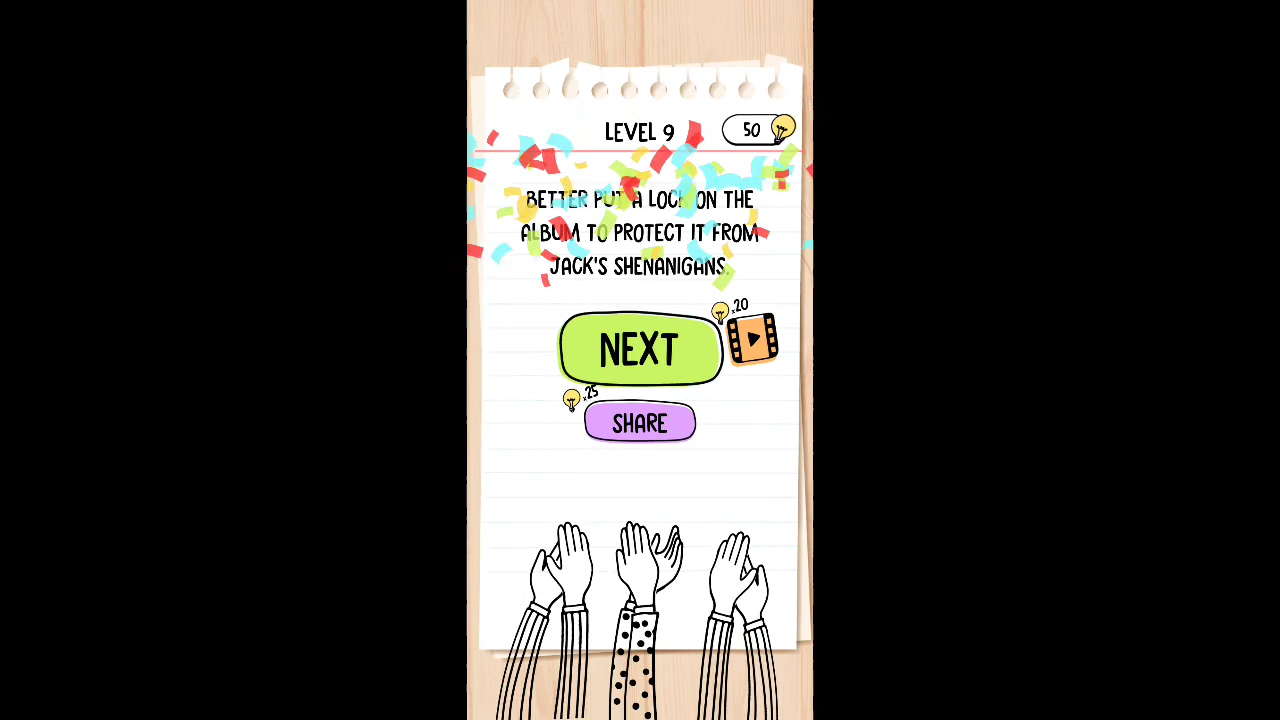 LEVEL 9
50
BETTER PUT A LOCK ON THE
ALBUM TO PROTECT IT FROM
JACK'S SHENANIGANS.
x20
NEXT
x25
SHARE